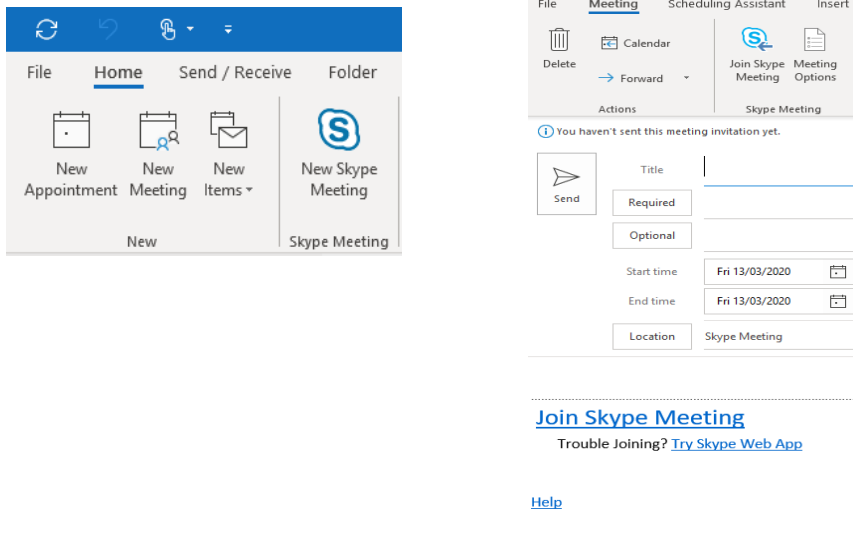 File Home Send / Receive Folder
New Appointment
New Meeting
New Items
New Skype Meeting
New
Skype Meeting
File Meeting Scheduling Assistant Insert
Delete
Calendar
Forward
Join Skype Meeting
Meeting Options
Actions
Skype Meeting
You haven't sent this meeting invitation yet.
Send
Title
Required
Optional
Start time Fri 13/03/2020
End time Fri 13/03/2020
Location Skype Meeting
Join Skype Meeting
Trouble Joining? Try Skype Web App
Help